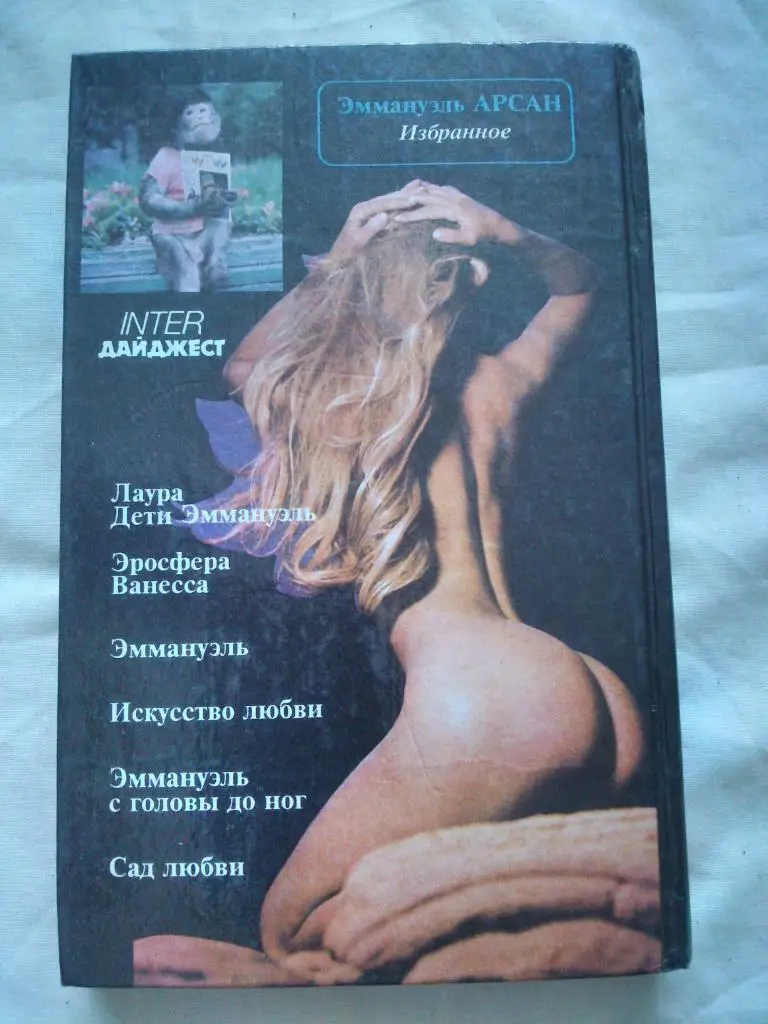 Эммануэль АРСАН
Избранное
INTER
ДАЙДЖЕСТ
Лаура
Дети Эммануэль
Эросфера
Ванесса
Эммануэль
Искусство любви
Эммануэль
с головы до ног
Сад любви